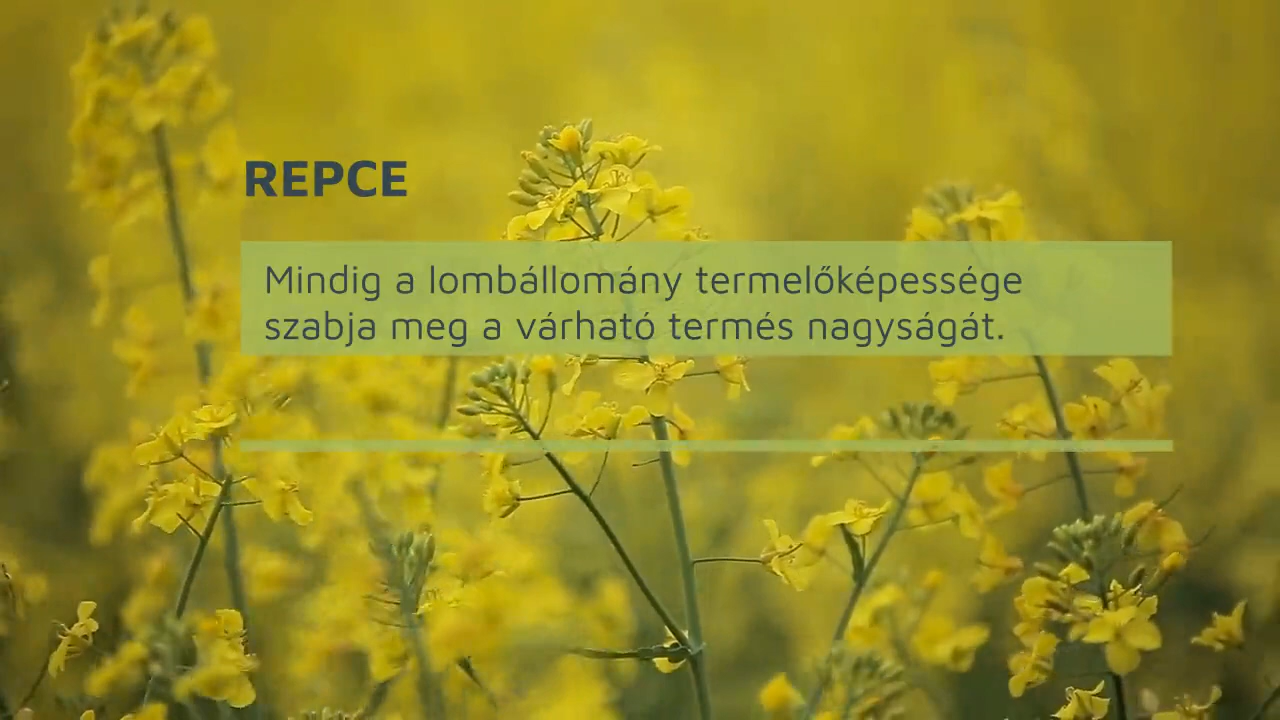 REPCE
Mindig a lombállomány termelőképessége
szabja meg a várható termés nagyságát.